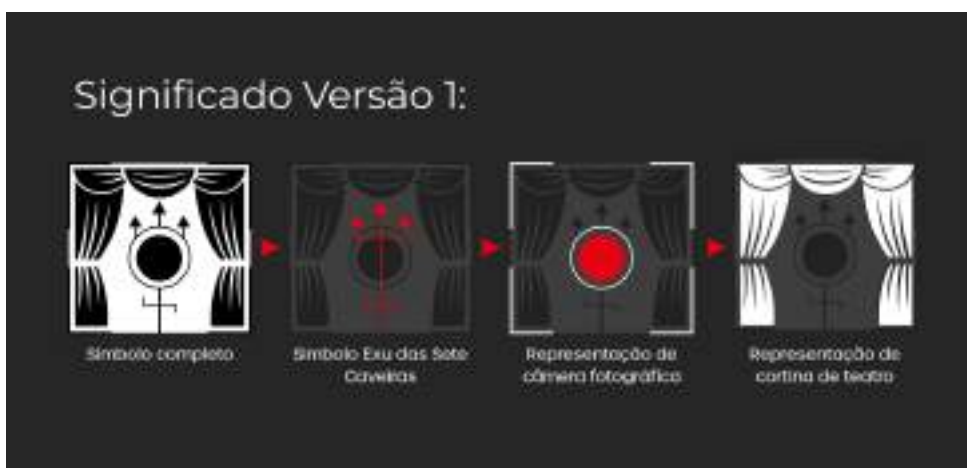 Significado Versão 1:
Símbolo completo
Símbolo Exu das Sete
Caveiras
Representação de
câmera fotográfica
Representação de
cortina de teatro